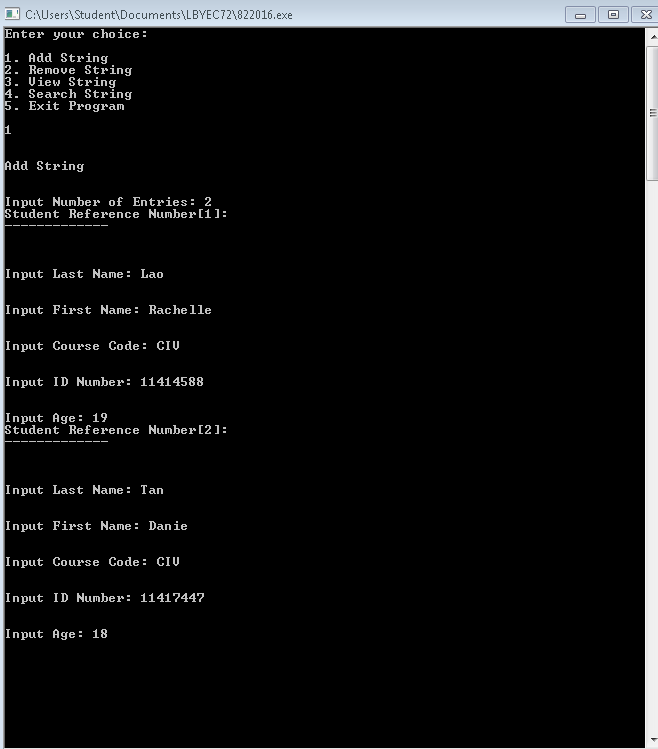 C:\Users\Student\Documents\LBYEC72\822016.exe
Enter your choice:
1. Add String
2. Remove String
3. View String
4. Search String
5. Exit Program
1
Add String
Input Number of Entries: 2
Student Reference Number[1]:
-------------
Input Last Name: Lao
Input First Name: Rachelle
Input Course Code: CIV
Input ID Number: 11414588
Input Age: 19
Student Reference Number[2]:
-------------
Input Last Name: Tan
Input First Name: Danie
Input Course Code: CIV
Input ID Number: 11417447
Input Age: 18